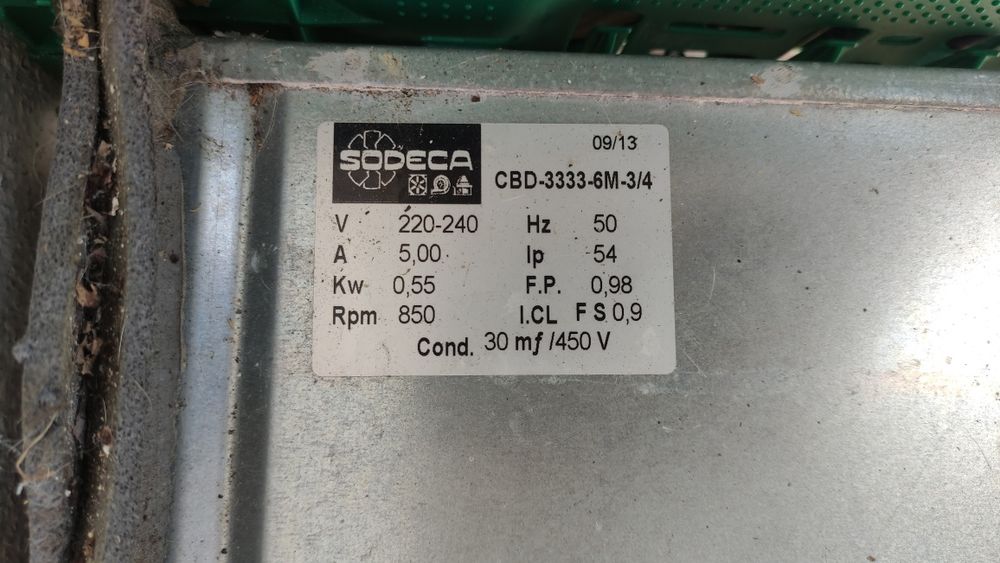 SODECA
09/13
CBD-3333-6M-3/4
V 220-240 Hz 50
A 5,00 Ip 54
Kw 0,55 F.P. 0,98
Rpm 850 I.CL F S 0,9
Cond. 30 mƒ /450 V